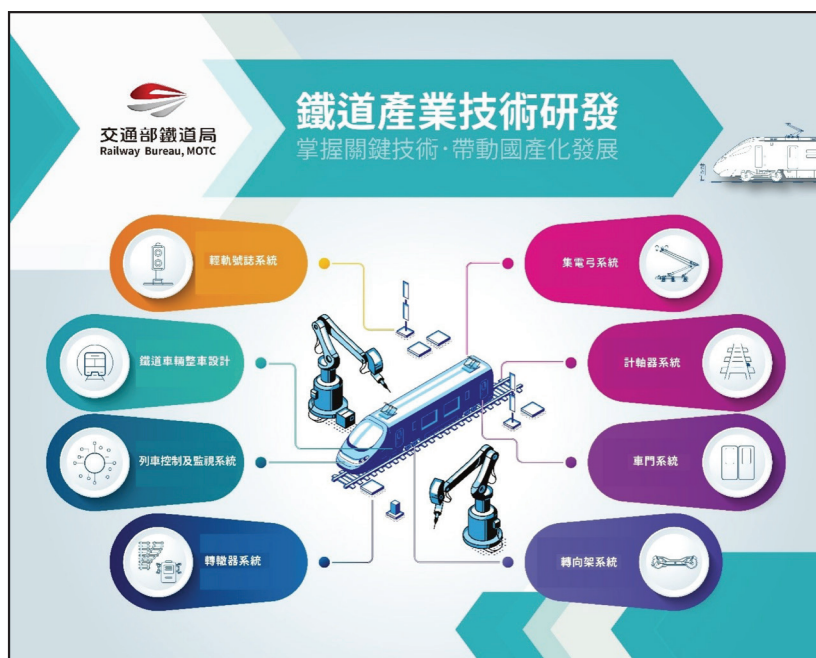 交通部鐵道局
Railway Bureau, MOTC
鐵道產業技術研發
掌握關鍵技術·帶動國產化發展
輕軌號誌系統
鐵道車輛整車設計
列車控制及監視系統
轉轍器系統
集電弓系統
計軸器系統
車門系統
轉向架系統